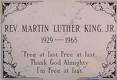 REV. MARTIN LUTHER KING, JR.
1929—1968
"Free at last, Free at last,
Thank God Almighty
I'm Free at last."